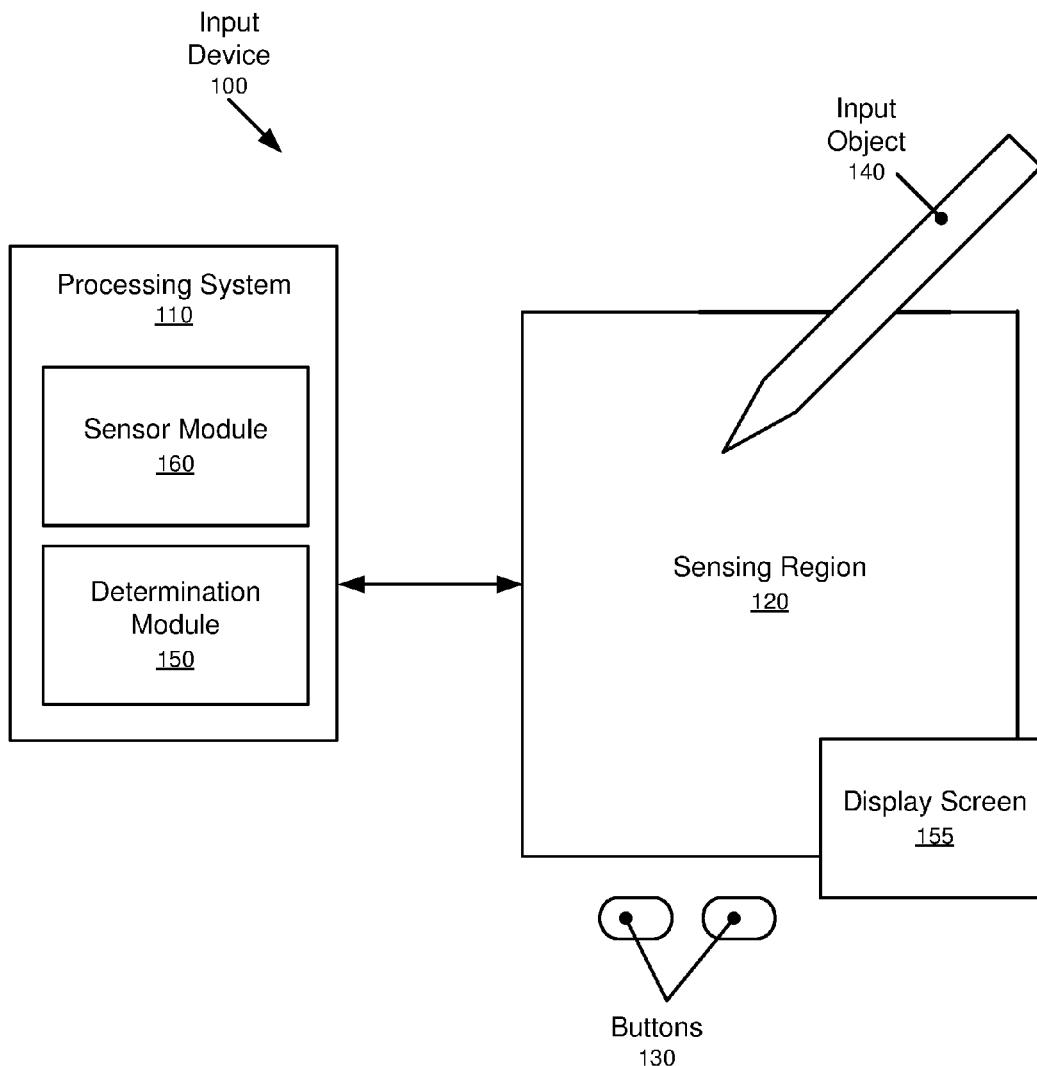 Input
Device
100
Input
Object
140
Processing System
110
Sensor Module
160
Determination
Module
150
Sensing Region
120
Display Screen
155
Buttons
130